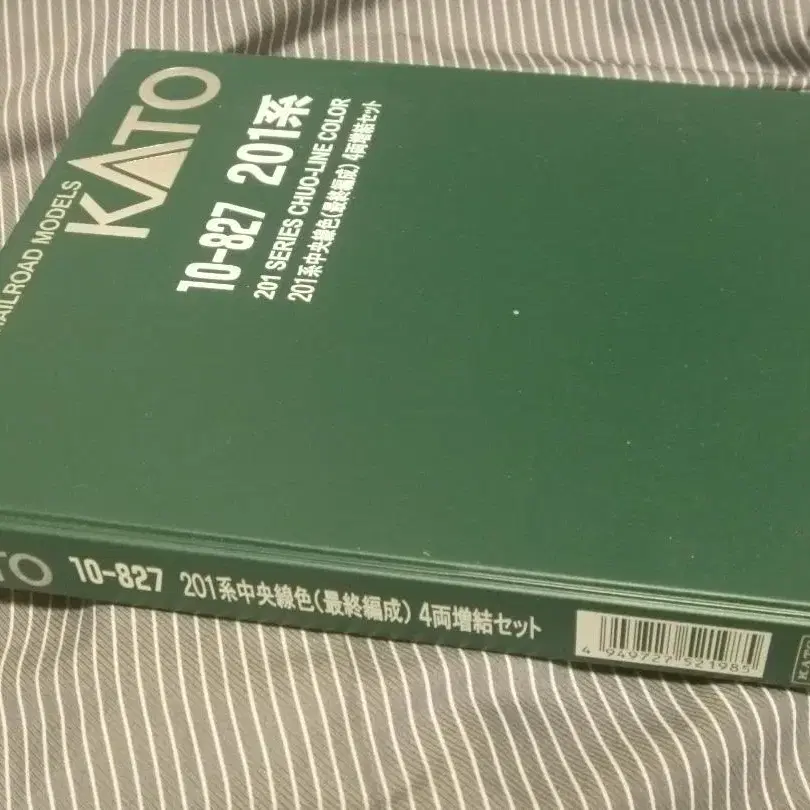 RAILROAD MODELS
KATO
10-827 201系
201 SERIES CHUO-LINE COLOR
201系中央線色(最終編成) 4両増結セット
TO 10-827 201系中央線色(最終編成) 4両増結セット
4 949727 521985